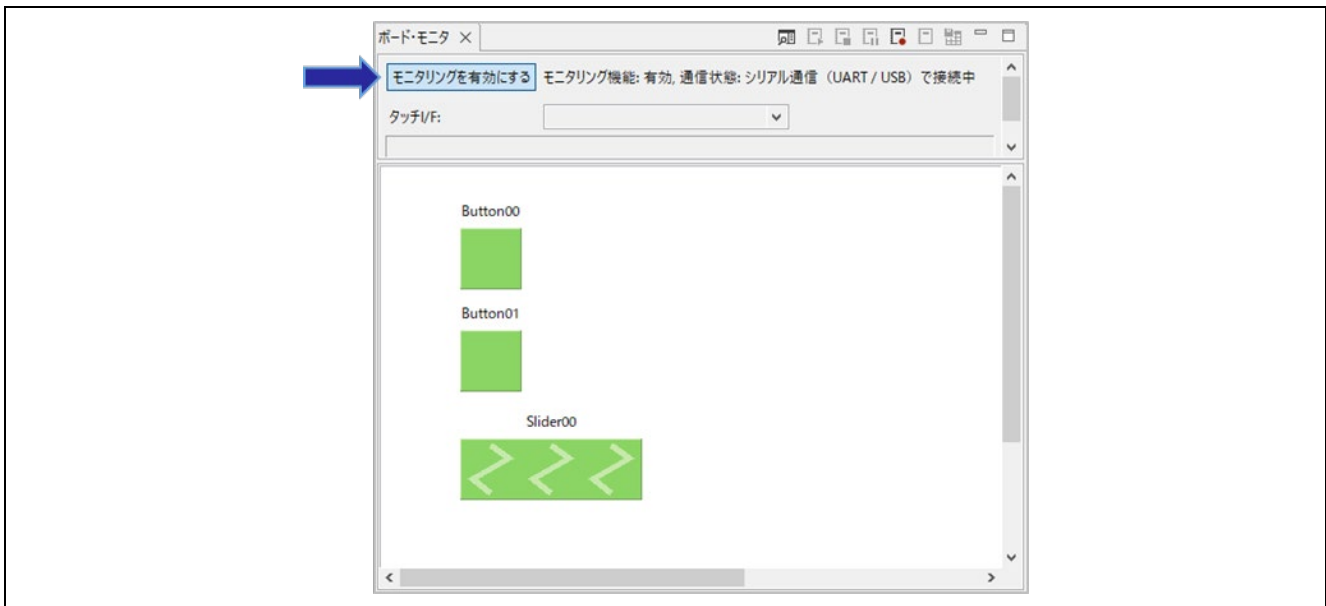 ボード・モニタ
モニタリングを有効にする モニタリング機能: 有効, 通信状態: シリアル通信（UART / USB）で接続中
タッチI/F:
Button00
Button01
Slider00